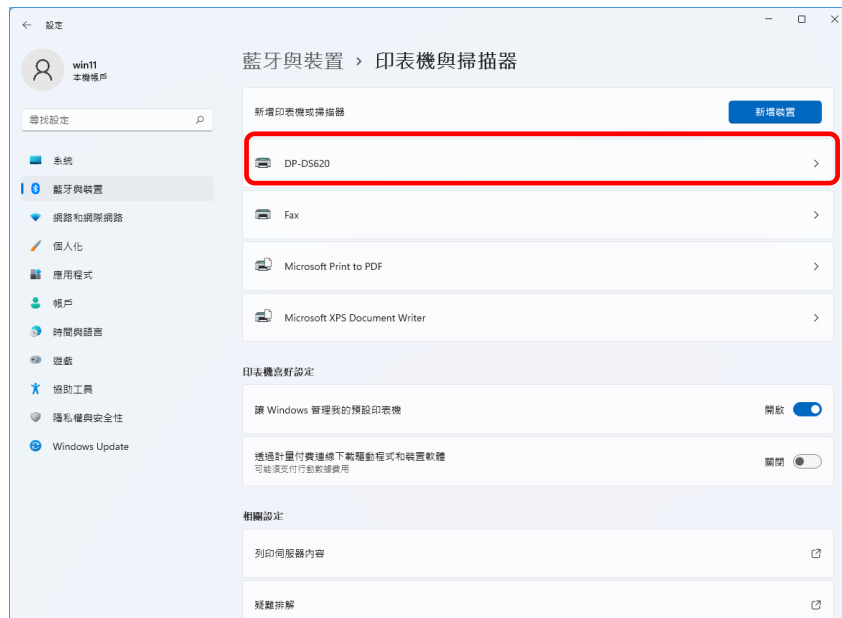 設定
win11
本機帳戶
尋找設定
系統
藍牙與裝置
網路和網際網路
個人化
應用程式
帳戶
時間與語言
遊戲
協助工具
隱私權與安全性
Windows Update
藍牙與裝置 › 印表機與掃描器
新增印表機或掃描器
新增裝置
DP-DS620
Fax
Microsoft Print to PDF
Microsoft XPS Document Writer
印表機喜好設定
讓 Windows 管理我的預設印表機
開啟
透過計量付費連線下載驅動程式和裝置軟體
可能須支付行動數據費用
關閉
相關設定
列印伺服器內容
疑難排解